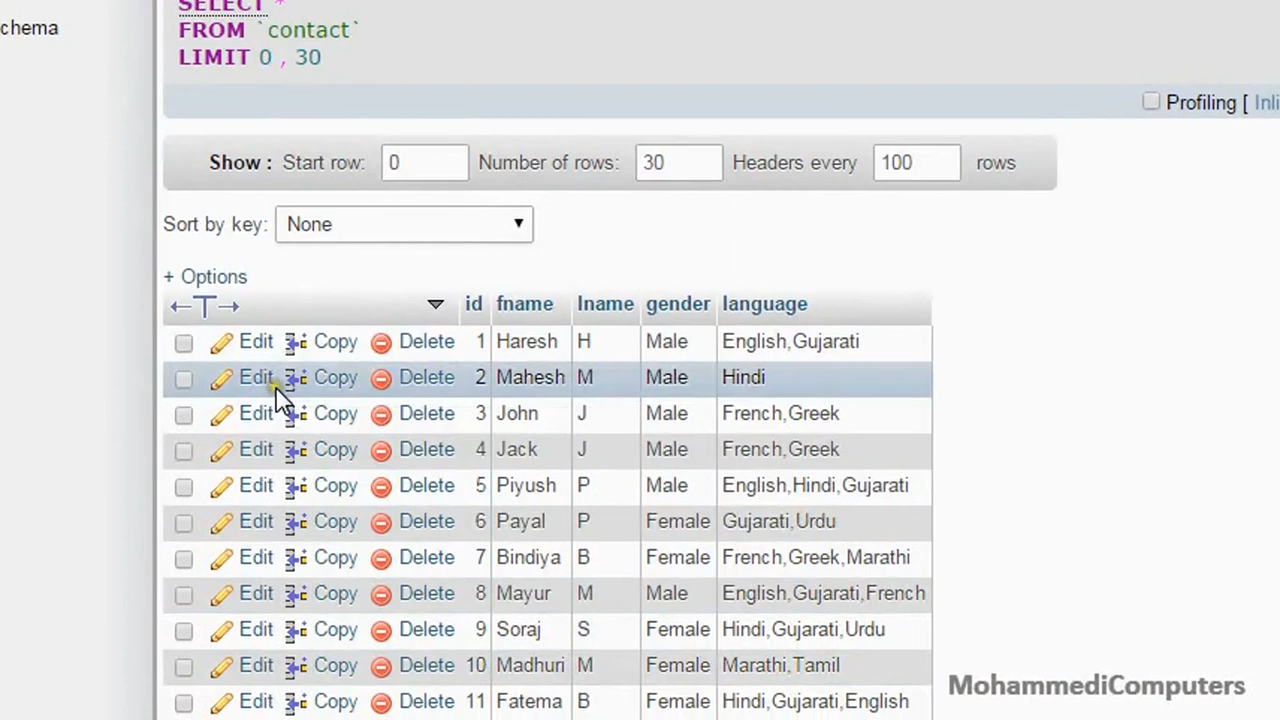 SELECT *
chema
FROM `contact`
LIMIT 0 , 30
Profiling [ Inli
Show : Start row: 0 Number of rows: 30 Headers every 100 rows
Sort by key: None
+ Options
←T→ id fname lname gender language
Edit Copy Delete 1 Haresh H Male English,Gujarati
Edit Copy Delete 2 Mahesh M Male Hindi
Edit Copy Delete 3 John J Male French,Greek
Edit Copy Delete 4 Jack J Male French,Greek
Edit Copy Delete 5 Piyush P Male English,Hindi,Gujarati
Edit Copy Delete 6 Payal P Female Gujarati,Urdu
Edit Copy Delete 7 Bindiya B Female French,Greek,Marathi
Edit Copy Delete 8 Mayur M Male English,Gujarati,French
Edit Copy Delete 9 Soraj S Female Hindi,Gujarati,Urdu
Edit Copy Delete 10 Madhuri M Female Marathi,Tamil
Edit Copy Delete 11 Fatema B Female Hindi,Gujarati,English
MohammediComputers